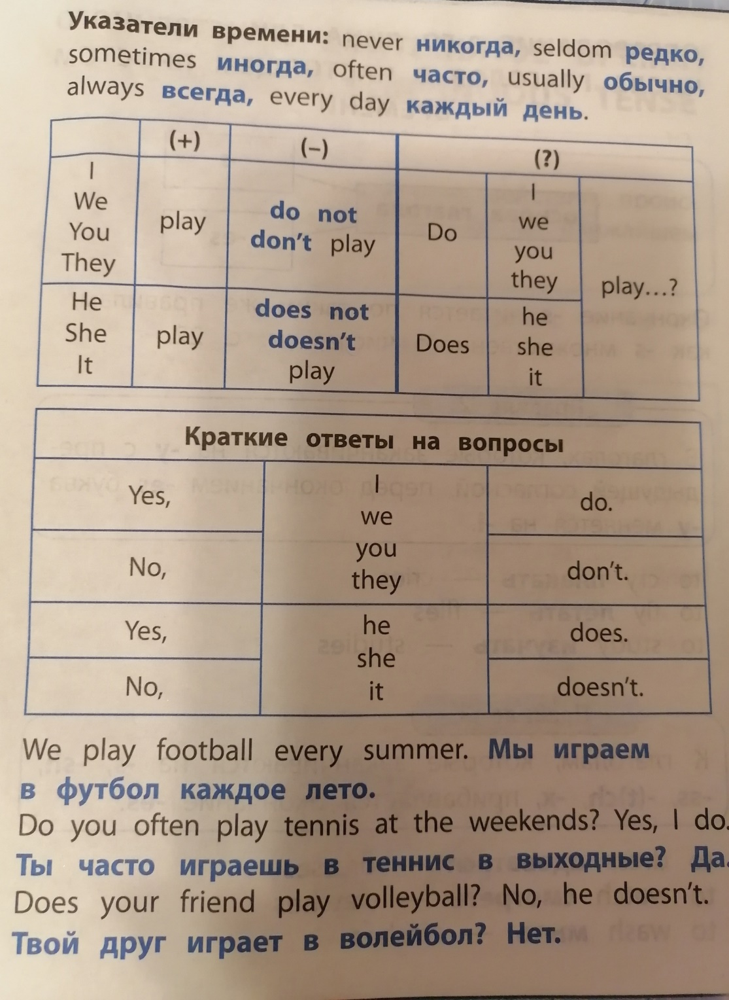 Указатели времени: never никогда, seldom редко,
sometimes иногда, often часто, usually обычно,
always всегда, every day каждый день.
(+) (–) (?)
I
We
You
They
play
do not
don't play
Do
I
we
you
they
play...?
He
She
It
play
does not
doesn't
play
Does
he
she
it
Краткие ответы на вопросы
Yes,
No,
I
we
you
they
do.
don't.
Yes,
No,
he
she
it
does.
doesn't.
We play football every summer. Мы играем
в футбол каждое лето.
Do you often play tennis at the weekends? Yes, I do.
Ты часто играешь в теннис в выходные? Да.
Does your friend play volleyball? No, he doesn't.
Твой друг играет в волейбол? Нет.